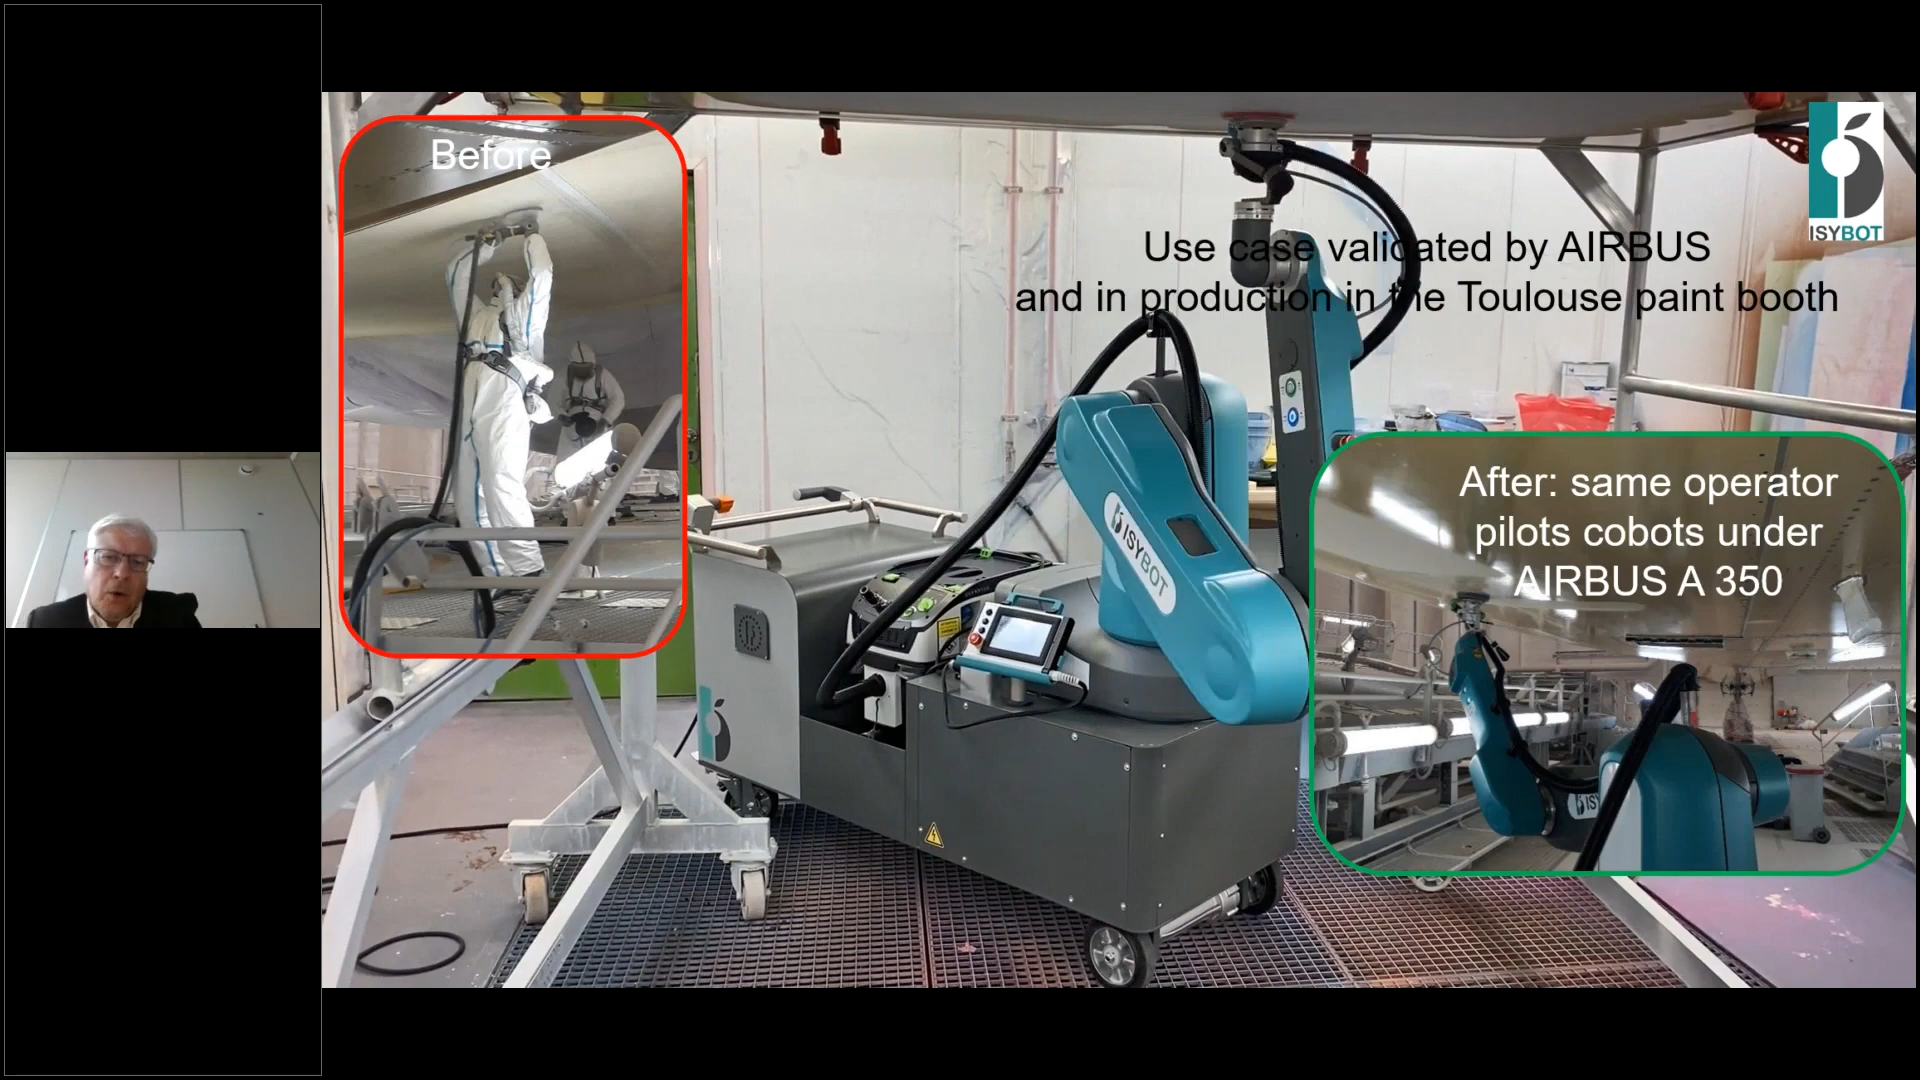 Before
ISYBOT
Use case validated by AIRBUS
and in production in the Toulouse paint booth
After: same operator
pilots cobots under
AIRBUS A 350
ISYBOT
IS